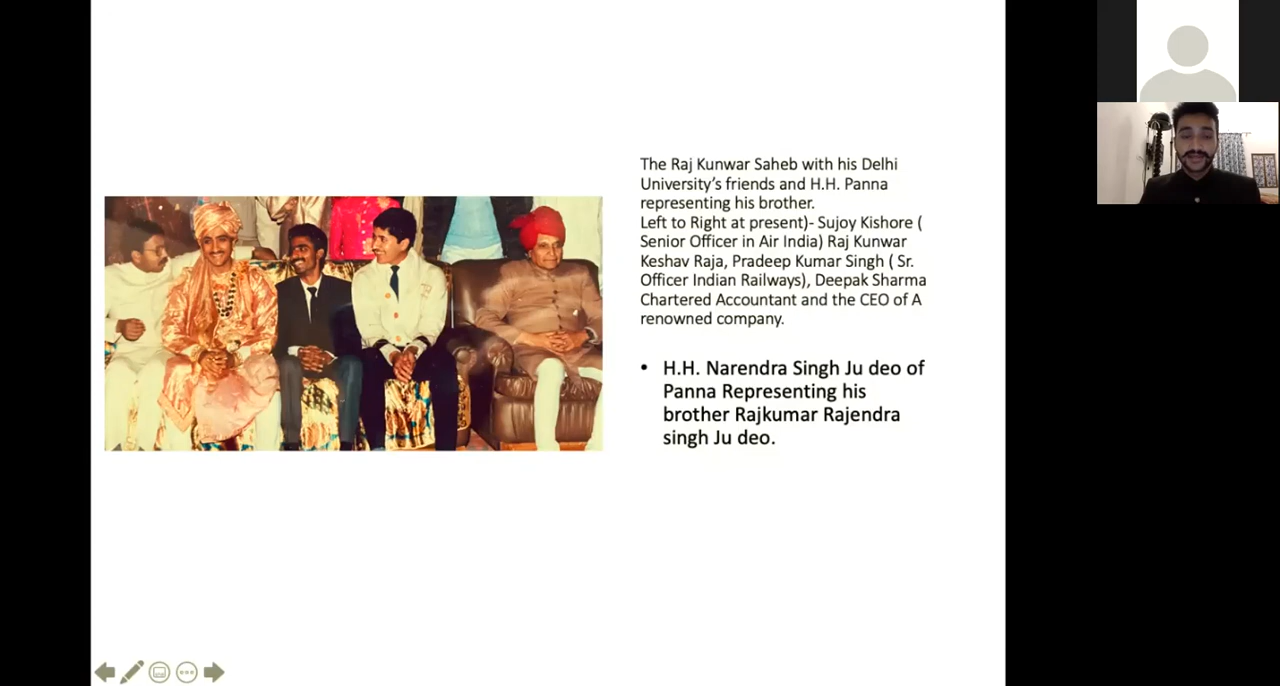 The Raj Kunwar Saheb with his Delhi
University's friends and H.H. Panna
representing his brother.
Left to Right at present)- Sujoy Kishore (
Senior Officer in Air India) Raj Kunwar
Keshav Raja, Pradeep Kumar Singh ( Sr.
Officer Indian Railways), Deepak Sharma
Chartered Accountant and the CEO of A
renowned company.
• H.H. Narendra Singh Ju deo of
Panna Representing his
brother Rajkumar Rajendra
singh Ju deo.